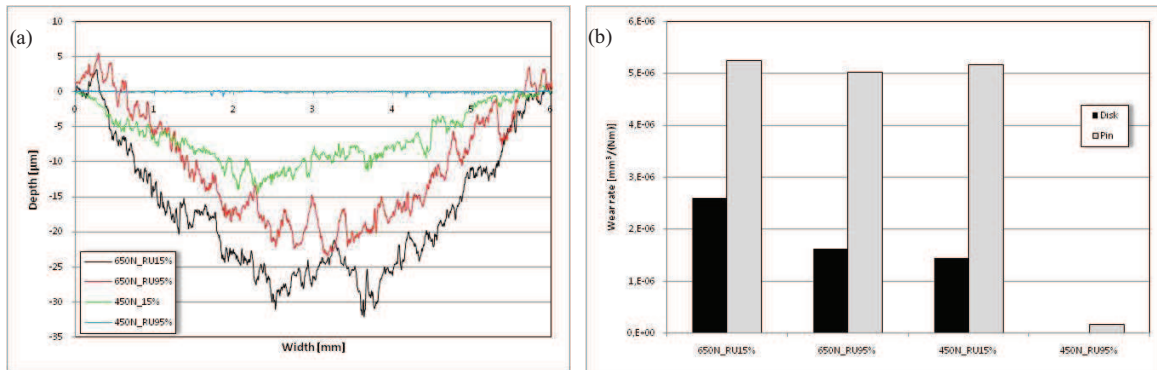 (a)
10
5
0
-5
-10
-15
-20
-25
-30
-35
0
1
2
3
4
5
6
Depth [µm]
Width [mm]
650N_RU15%
650N_RU95%
450N_15%
450N_RU95%
(b)
6,E-06
5,E-06
4,E-06
3,E-06
2,E-06
1,E-06
0,E+00
Wear rate [mm³/(Nm)]
Disk
Pin
650N_RU15%
650N_RU95%
450N_RU15%
450N_RU95%